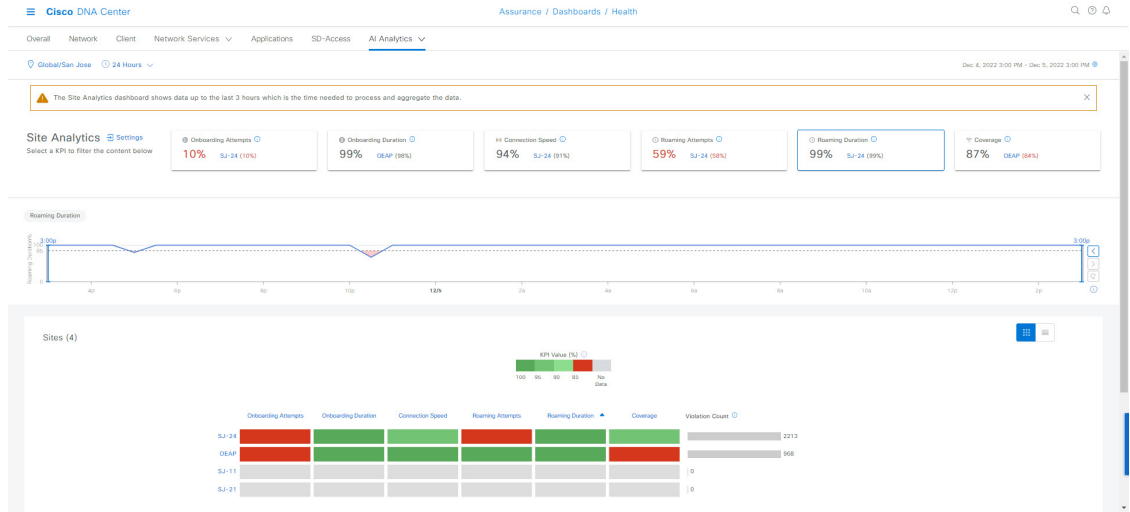 Cisco DNA Center
Assurance / Dashboards / Health
Overall Network Client Network Services Applications SD-Access AI Analytics
Global/San Jose 24 Hours
Dec 4, 2022 3:00 PM - Dec 5, 2022 3:00 PM
The Site Analytics dashboard shows data up to the last 3 hours which is the time needed to process and aggregate the data.
Site Analytics Settings
Select a KPI to filter the content below
Onboarding Attempts
10% SJ-24 (10%)
Onboarding Duration
99% OEAP (98%)
Connection Speed
94% SJ-24 (91%)
Roaming Attempts
59% SJ-24 (58%)
Roaming Duration
99% SJ-24 (99%)
Coverage
87% OEAP (84%)
Roaming Duration
3:00p 3:00p
100
85
0
4p 6p 8p 10p 12/5 2a 4a 6a 8a 10a 12p 2p
Sites (4)
KPI Value (%)
100 95 90 85 No Data
Onboarding Attempts Onboarding Duration Connection Speed Roaming Attempts Roaming Duration Coverage Violation Count
SJ-24 2213
OEAP 968
SJ-11 0
SJ-21 0